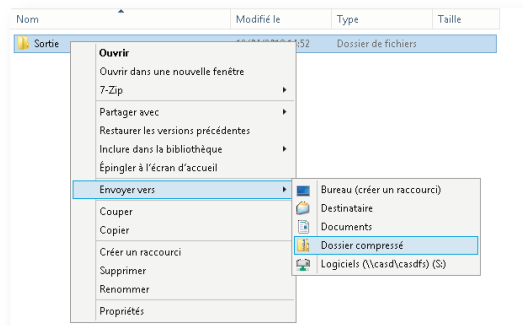 Nom Modifié le Type Taille
Sortie :52 Dossier de fichiers
Ouvrir
Ouvrir dans une nouvelle fenêtre
7-Zip
Partager avec
Restaurer les versions précédentes
Inclure dans la bibliothèque
Épingler à l'écran d'accueil
Envoyer vers
Bureau (créer un raccourci)
Destinataire
Documents
Dossier compressé
Logiciels (\\casd\casdfs) (S:)
Couper
Copier
Créer un raccourci
Supprimer
Renommer
Propriétés